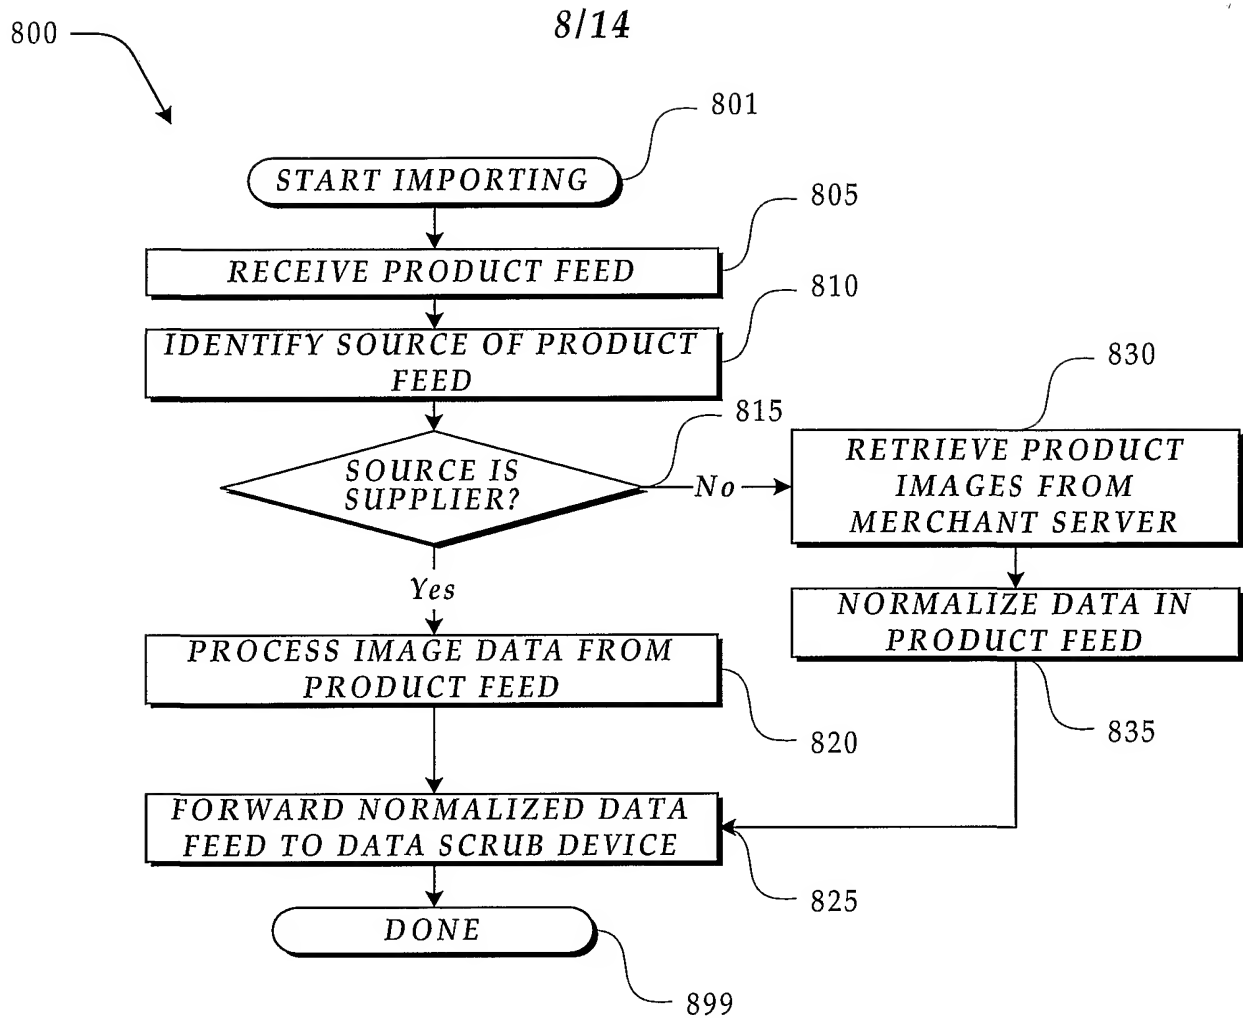 8/14
800
801
START IMPORTING
805
RECEIVE PRODUCT FEED
810
IDENTIFY SOURCE OF PRODUCT
FEED
815
SOURCE IS
SUPPLIER?
No
830
RETRIEVE PRODUCT
IMAGES FROM
MERCHANT SERVER
Yes
NORMALIZE DATA IN
PRODUCT FEED
835
PROCESS IMAGE DATA FROM
PRODUCT FEED
820
FORWARD NORMALIZED DATA
FEED TO DATA SCRUB DEVICE
825
DONE
899